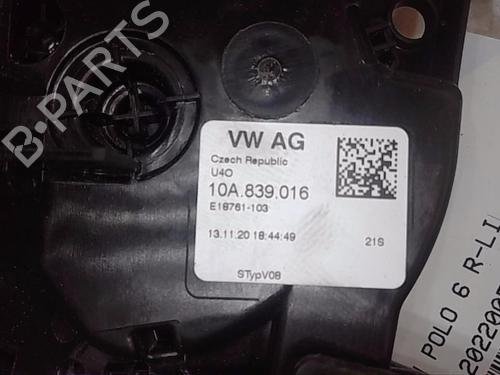 B-PARTS
VW AG
Czech Republic
U4O
10A.839.016
E16761-103
13.11.20 18:44:49
21S
STypV08
POLO 6 R-LI